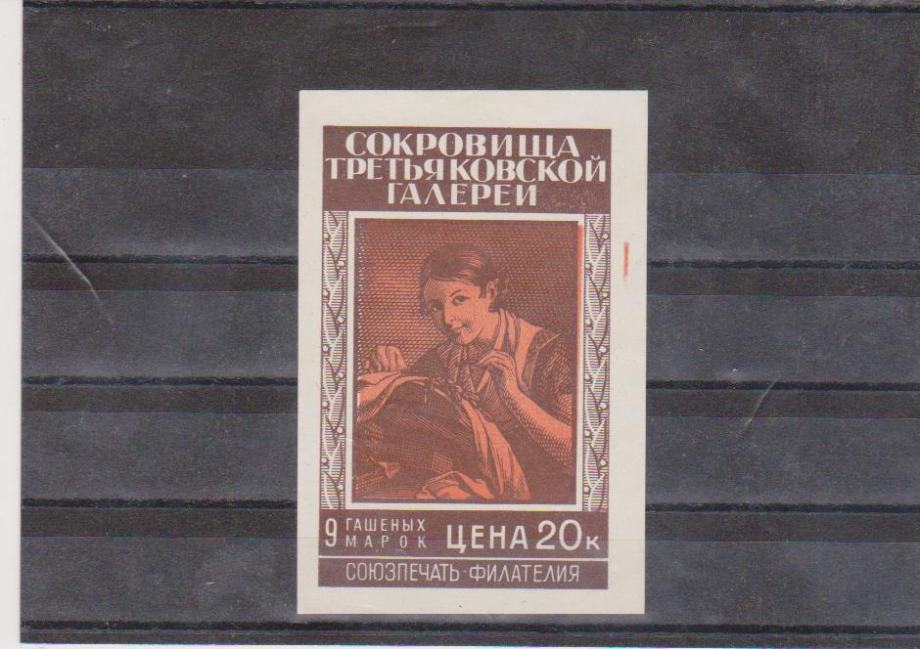 СОКРОВИЩА
ТРЕТЬЯКОВСКОЙ
ГАЛЕРЕИ
9 ГАШЕНЫХ
МАРОК
ЦЕНА 20к
СОЮЗПЕЧАТЬ·ФИЛАТЕЛИЯ